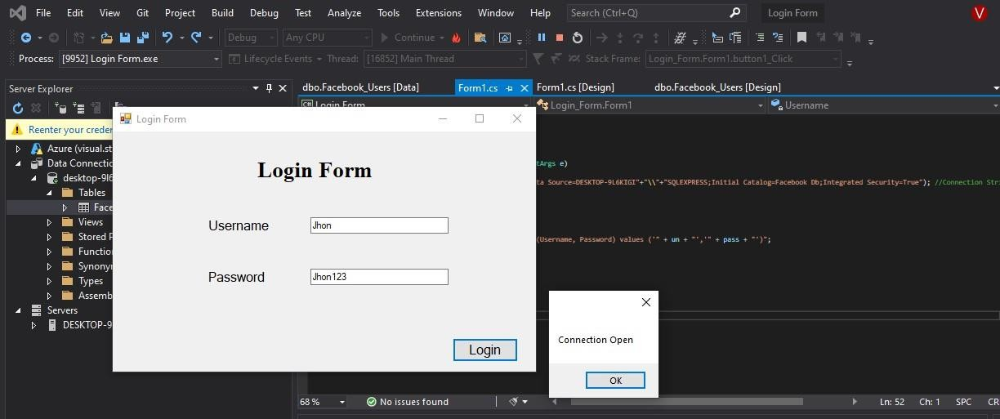 File Edit View Git Project Build Debug Test Analyze Tools Extensions Window Help Search (Ctrl+Q) Login Form V
Debug Any CPU Continue
Process: [9952] Login Form.exe Lifecycle Events Thread: [16852] Main Thread Stack Frame: Login_Form.Form1.button1_Click
Server Explorer
dbo.Facebook_Users [Data] Form1.cs Form1.cs [Design] dbo.Facebook_Users [Design]
C# Login Form Login_Form.Form1 Username
Reenter your creden
Azure (visual.st
Data Connectio
desktop-9l6
Tables
Face
Views
Stored P
Function
Synonyn
Types
Assemb
Servers
DESKTOP-9
Login Form
Login Form
Username Jhon
Password Jhon123
Login
tArgs e)
ta Source=DESKTOP-9L6KIGI"+"\\"+"SQLEXPRESS;Initial Catalog=Facebook Db;Integrated Security=True"); //Connection Stri
(Username, Password) values ('" + un + "','" + pass + "')";
Connection Open
OK
68 % No issues found Ln: 52 Ch: 1 SPC CR